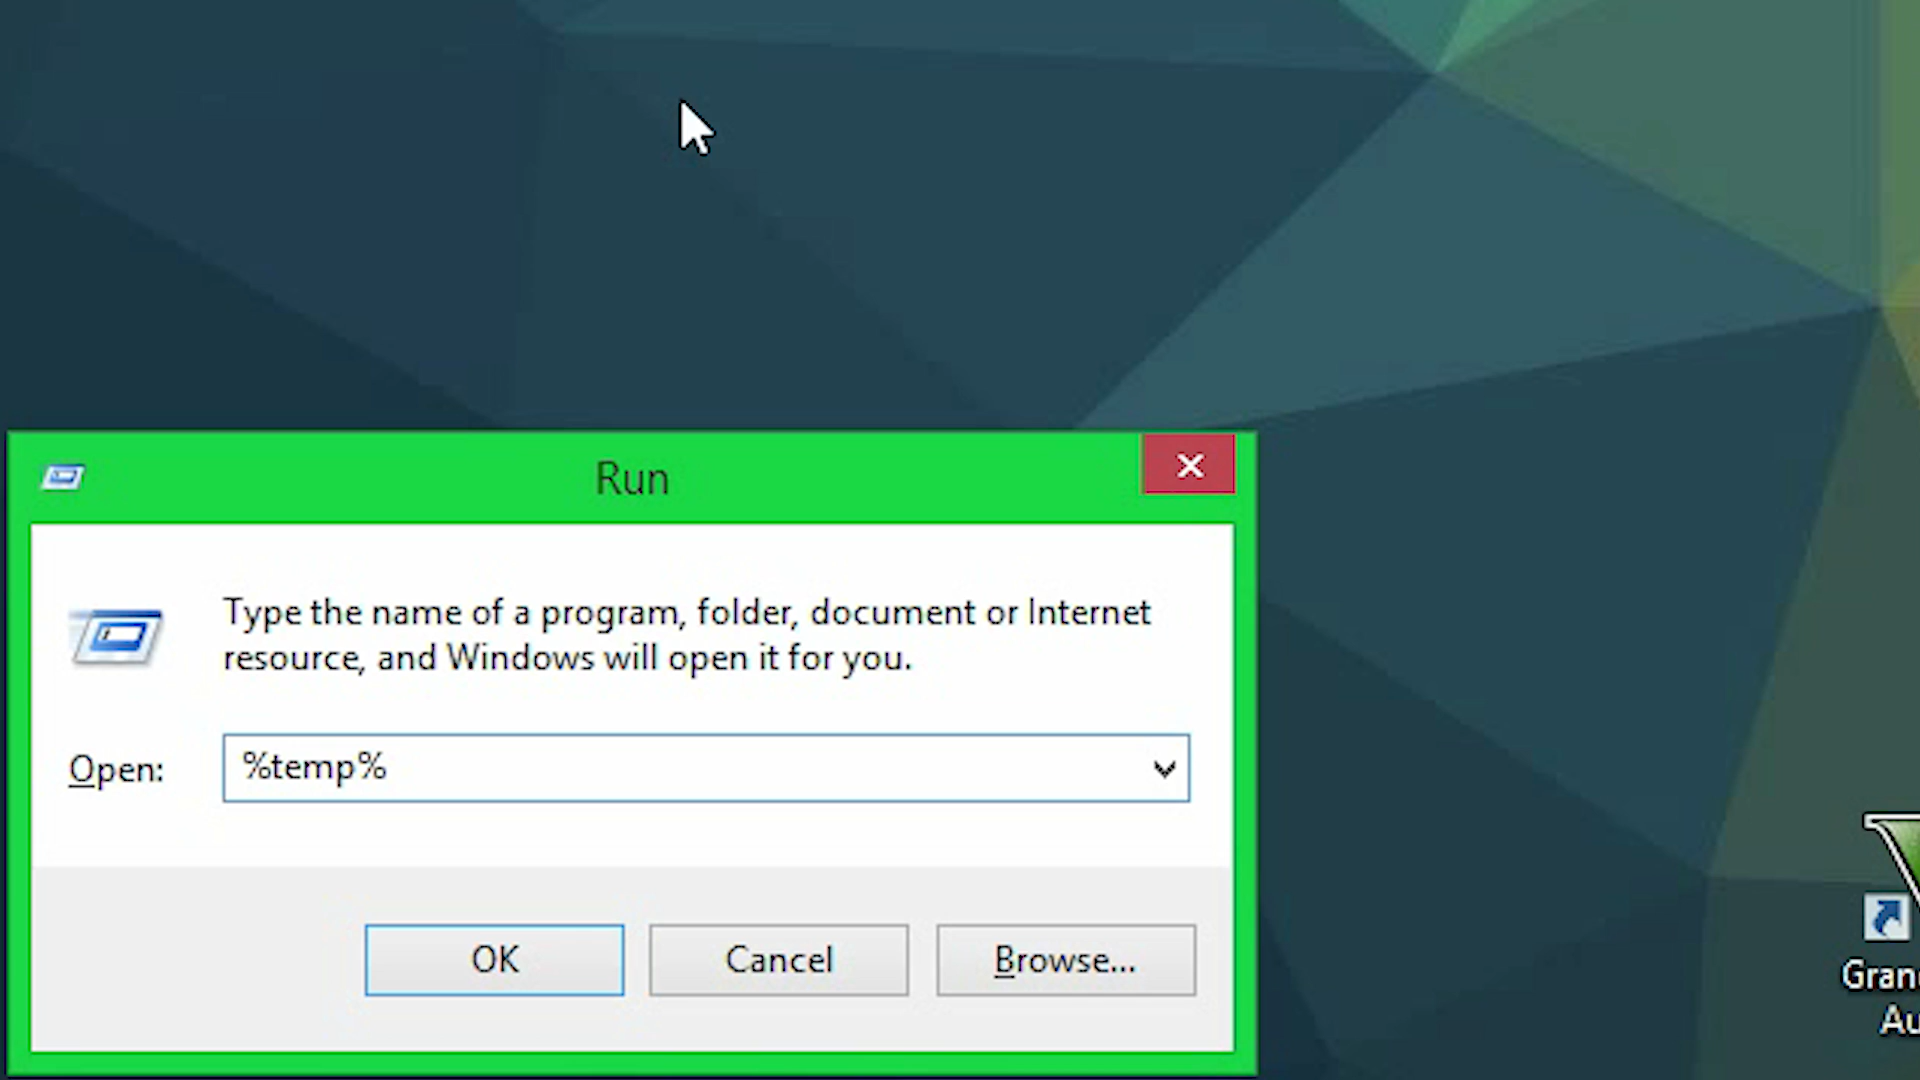 Run
Type the name of a program, folder, document or Internet
resource, and Windows will open it for you.
Open:
%temp%
OK
Cancel
Browse...